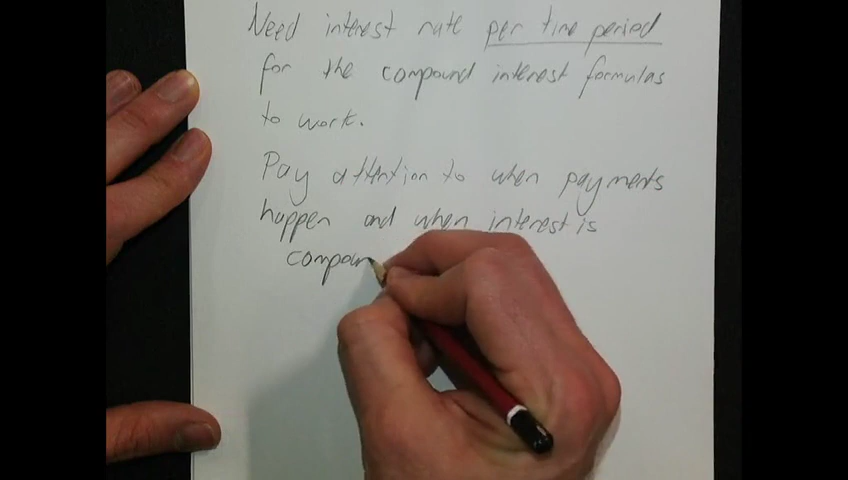 Need interest rate per time period
for the compound interest formulas
to work.
Pay attention to when payments
happen and when interest is
compoun